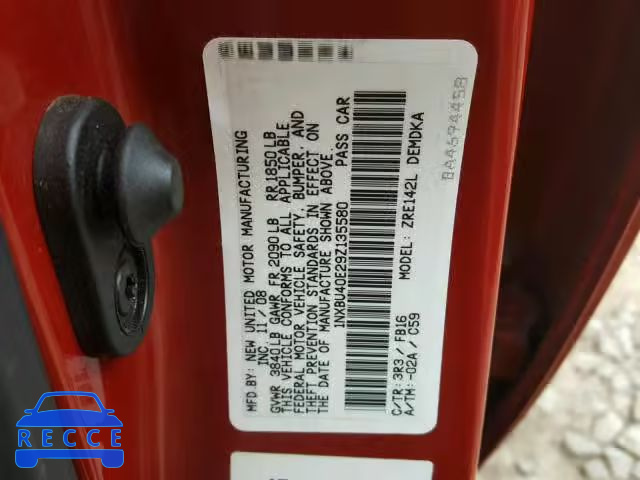 MFD BY: NEW UNITED MOTOR MANUFACTURING
INC. 11/08
GVWR 3840LB GAWR FR 2090LB RR 1850LB
THIS VEHICLE CONFORMS TO ALL APPLICABLE
FEDERAL MOTOR VEHICLE SAFETY, BUMPER, AND
THEFT PREVENTION STANDARDS IN EFFECT ON
THE DATE OF MANUFACTURE SHOWN ABOVE.
1NXBU40E29Z135580 PASS CAR
MODEL: ZRE142L DEMDKA
C/TR: 3R3 / FB16
A/TM: -02A / C59
BA4694458
RECCE